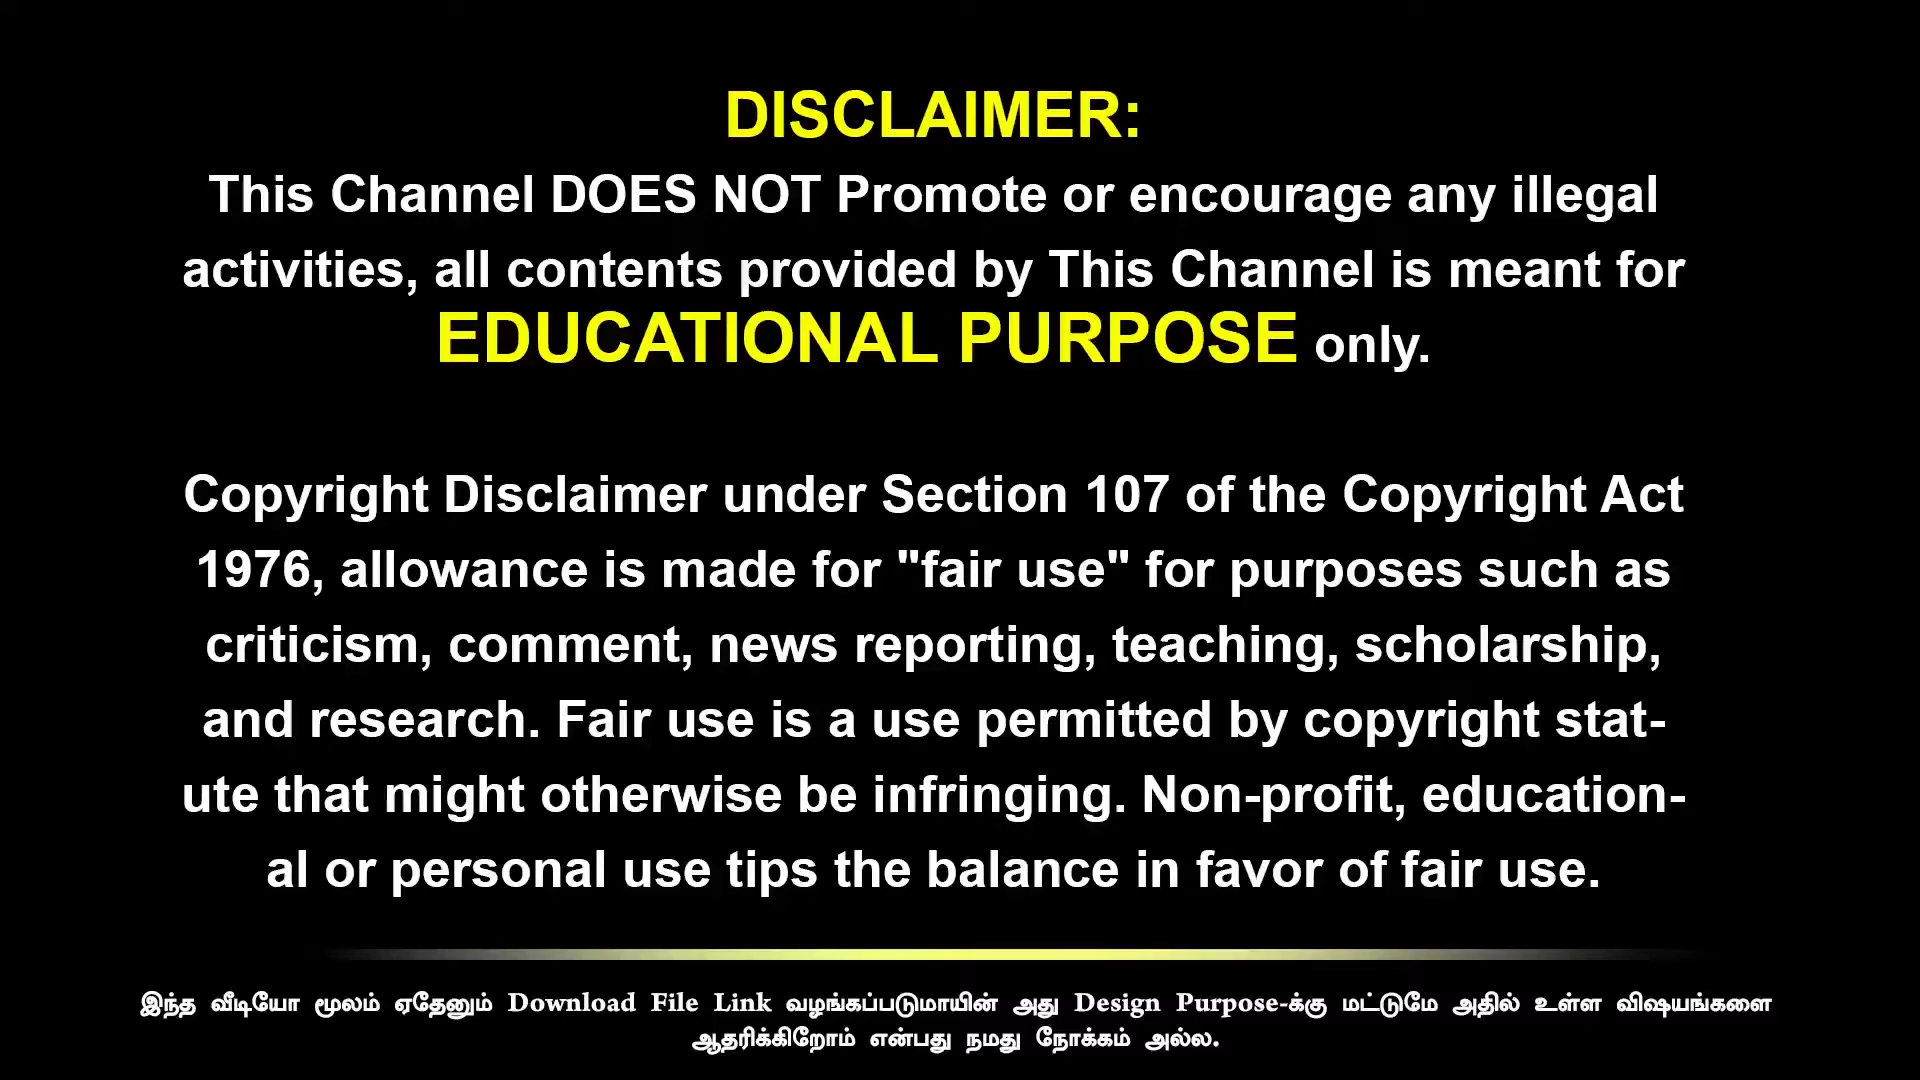 DISCLAIMER:
This Channel DOES NOT Promote or encourage any illegal
activities, all contents provided by This Channel is meant for
EDUCATIONAL PURPOSE only.
Copyright Disclaimer under Section 107 of the Copyright Act
1976, allowance is made for "fair use" for purposes such as
criticism, comment, news reporting, teaching, scholarship,
and research. Fair use is a use permitted by copyright stat-
ute that might otherwise be infringing. Non-profit, education-
al or personal use tips the balance in favor of fair use.
இந்த வீடியோ மூலம் ஏதேனும் Download File Link வழங்கப்படுமாயின் அது Design Purpose-க்கு மட்டுமே அதில் உள்ள விஷயங்களை
ஆதரிக்கிறோம் என்பது நமது நோக்கம் அல்ல.